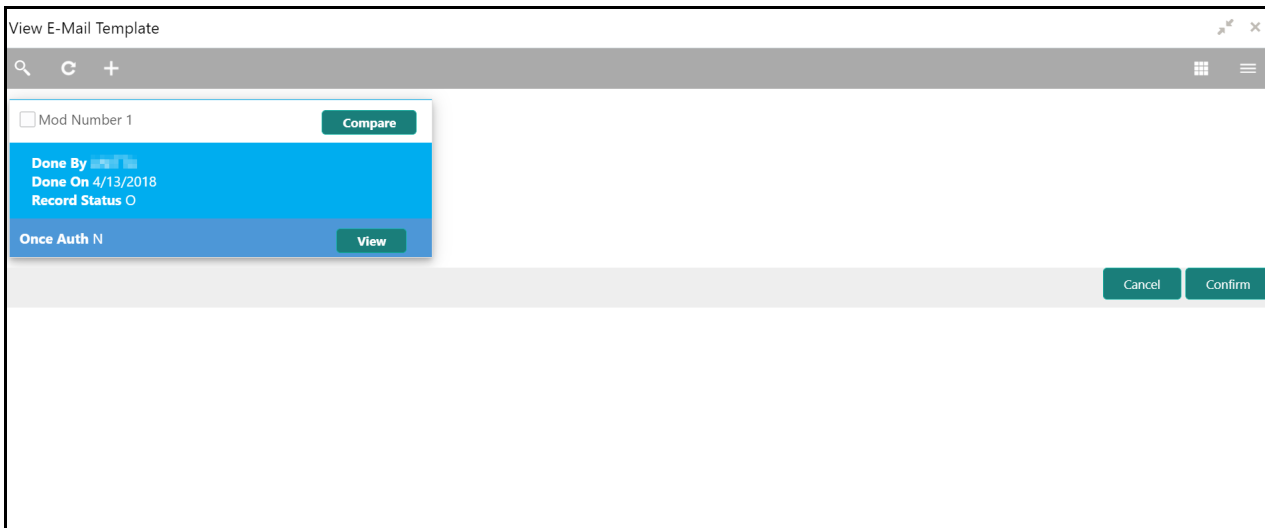 View E-Mail Template
Mod Number 1
Compare
Done By
Done On 4/13/2018
Record Status O
Once Auth N
View
Cancel
Confirm